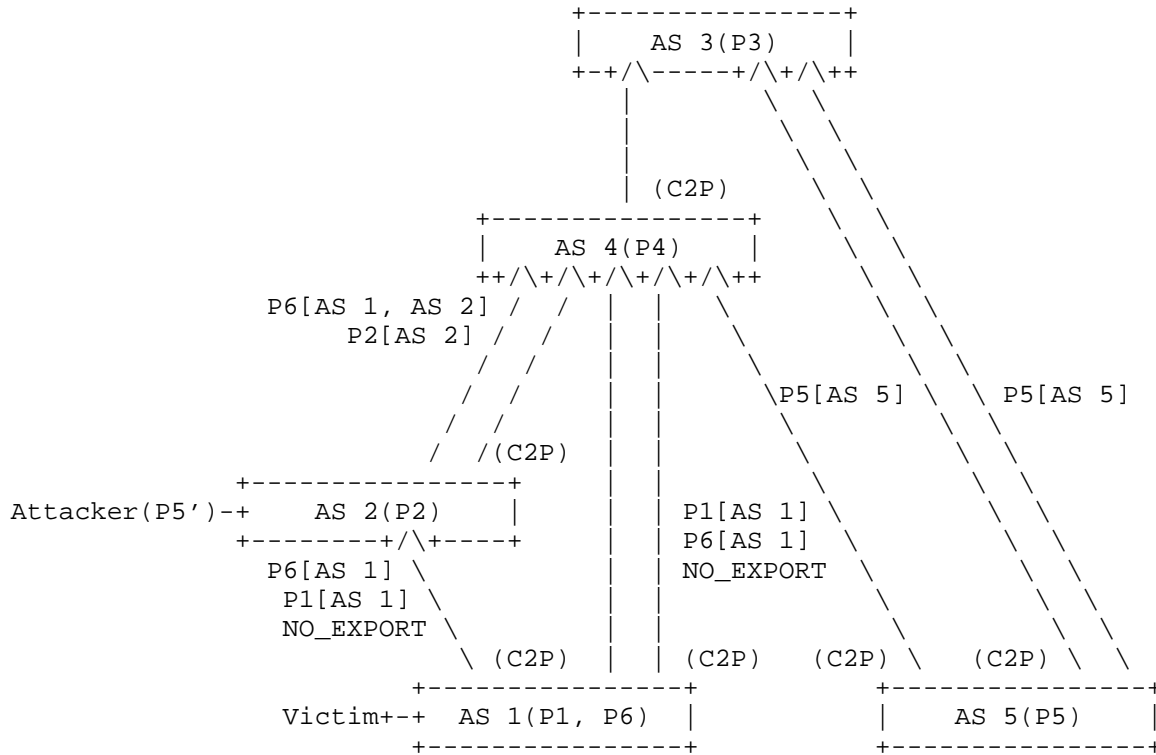 AS 3(P3)
(C2P)
AS 4(P4)
P6[AS 1, AS 2]
P2[AS 2]
P5[AS 5] P5[AS 5]
(C2P)
Attacker(P5') AS 2(P2) P1[AS 1]
P6[AS 1]
P6[AS 1] NO_EXPORT
P1[AS 1]
NO_EXPORT
(C2P) (C2P) (C2P) (C2P)
Victim AS 1(P1, P6) AS 5(P5)